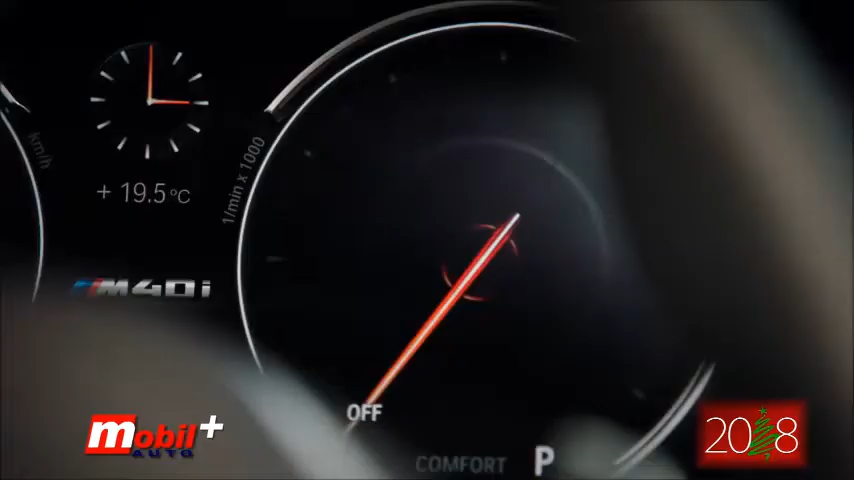 km/h
1/min x 1000
+ 19.5°C
M40i
OFF
COMFORT
P
mobil+
AUTO
2018